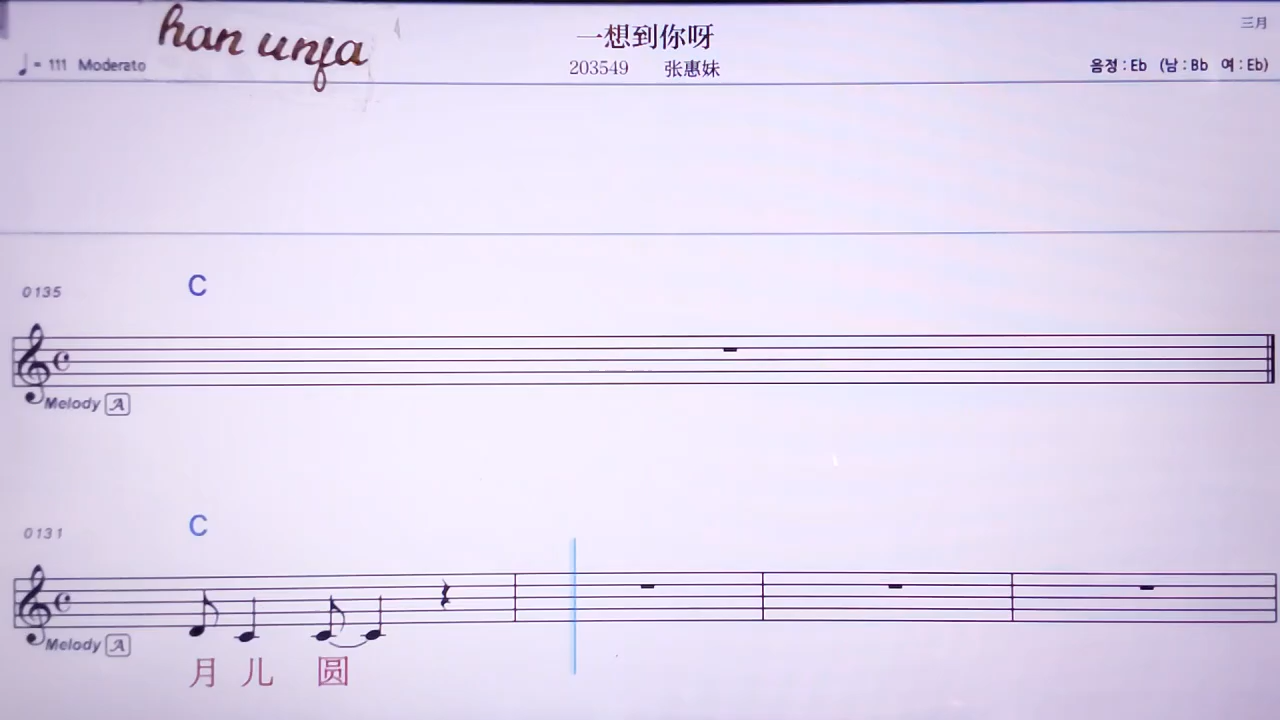 han unfa
一想到你呀
三月
♩= 111 Moderato
203549 张惠妹
음정 : Eb (남 : Bb 여 : Eb)
0135
C
Melody A
0131
C
Melody A
月 儿 圆